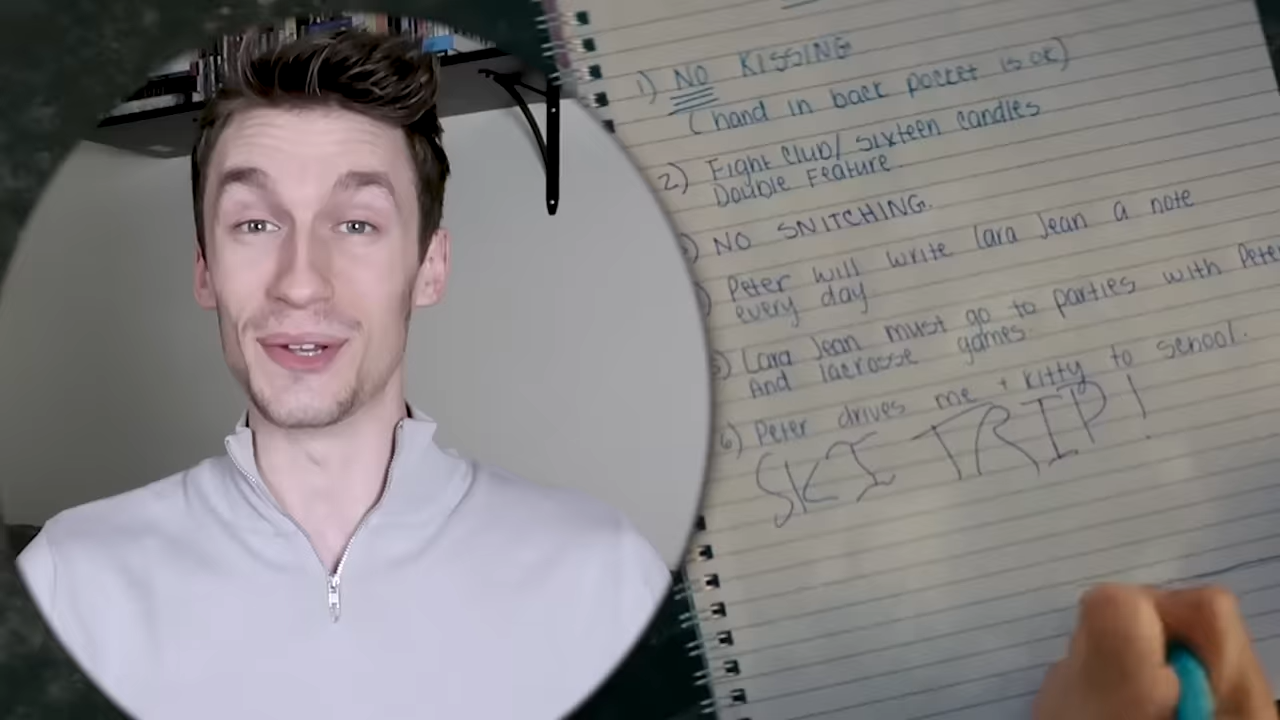 1) NO KISSING
(hand in back pocket is ok)
2) Fight Club/ Sixteen candles
Double Feature
) NO SNITCHING.
) Peter will write Lara Jean a note
every day
5) Lara Jean must go to parties with Peter
And lacrosse games.
6) Peter drives me + kitty to school.
SKI TRIP!